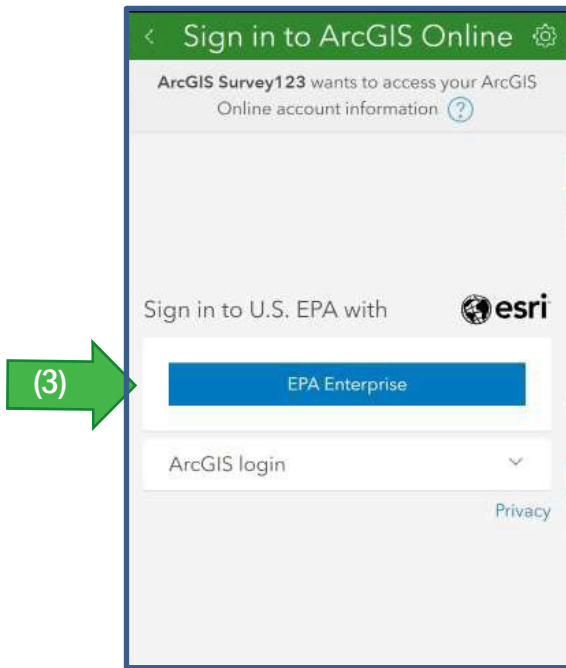 Sign in to ArcGIS Online
ArcGIS Survey123 wants to access your ArcGIS
Online account information ?
Sign in to U.S. EPA with
esri
(3)
EPA Enterprise
ArcGIS login
Privacy